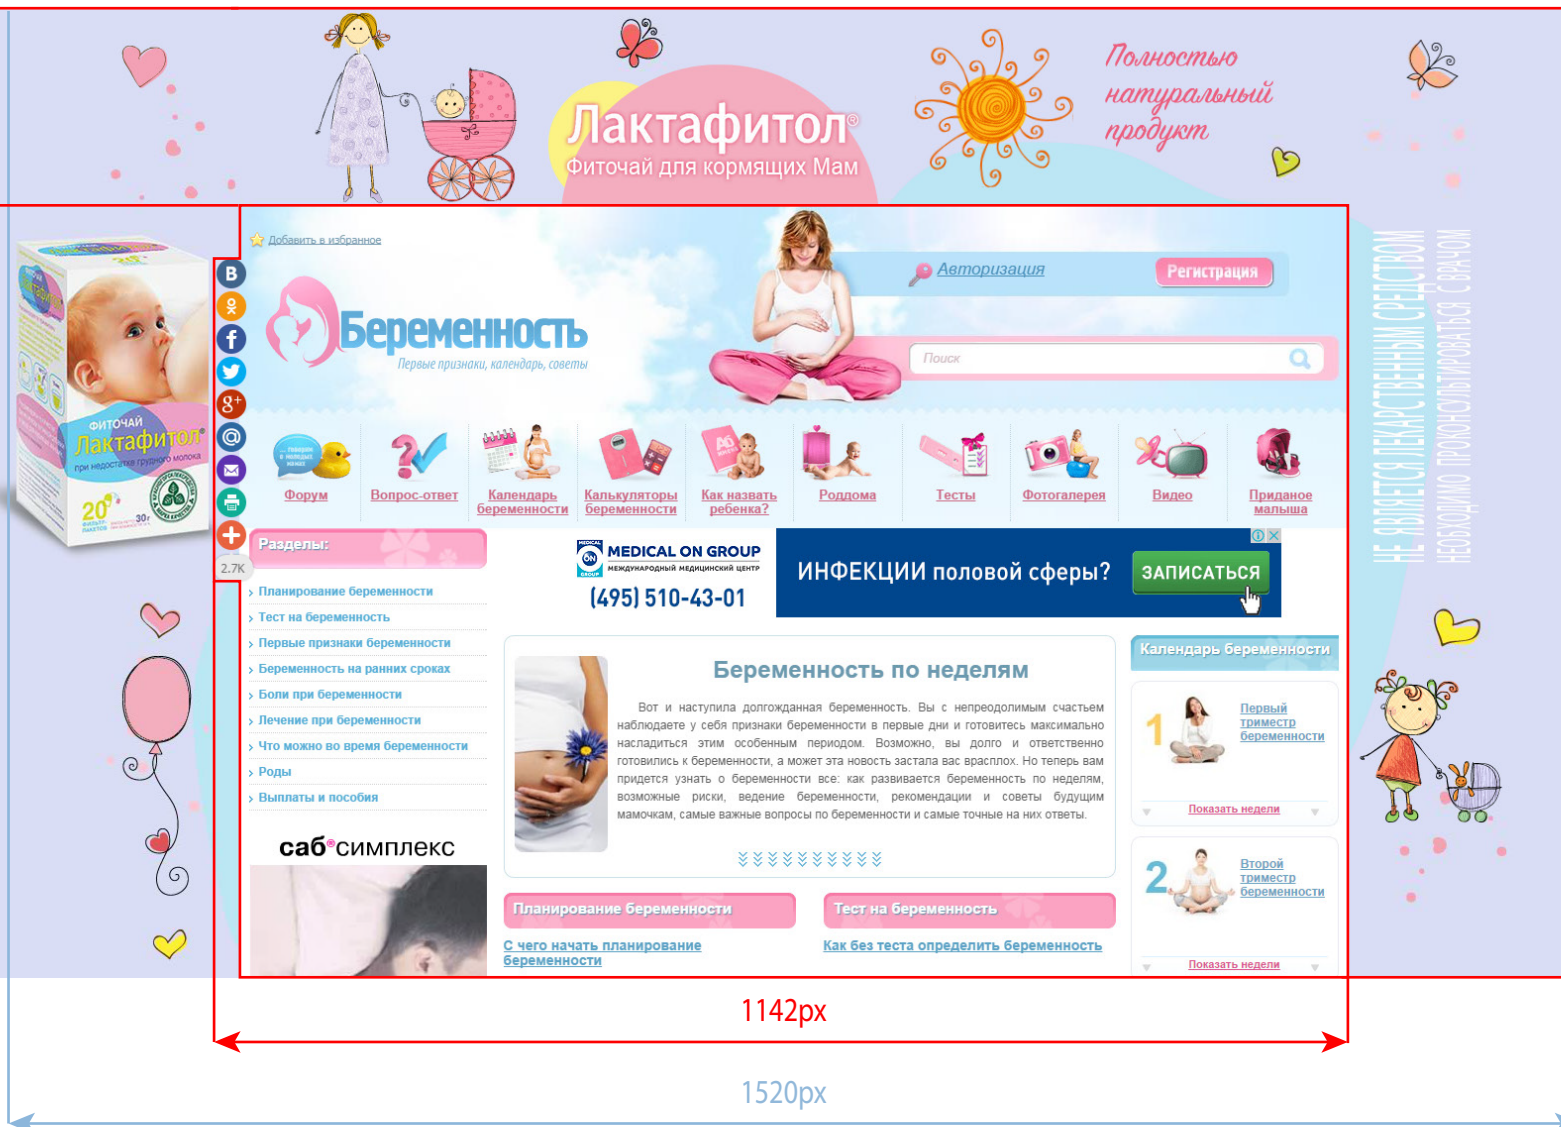 Полностью
натуральный
продукт
Лактафитол®
Фиточай для кормящих Мам
Добавить в избранное
Авторизация
Регистрация
Беременность
Первые признаки, календарь, советы
Поиск
НЕ ЯВЛЯЕТСЯ ЛЕКАРСТВЕННЫМ СРЕДСТВОМ
НЕОБХОДИМО ПРОКОНСУЛЬТИРОВАТЬСЯ С ВРАЧОМ
ФИТОЧАЙ
Лактафитол®
при недостатке грудного молока
20
ФИЛЬТР-
ПАКЕТОВ
30г
2.7K
Форум
Вопрос-ответ
Календарь
беременности
Калькуляторы
беременности
Как назвать
ребенка?
Роддома
Тесты
Фотогалерея
Видео
Приданое
малыша
Разделы:
Планирование беременности
Тест на беременность
Первые признаки беременности
Беременность на ранних сроках
Боли при беременности
Лечение при беременности
Что можно во время беременности
Роды
Выплаты и пособия
саб®симплекс
MEDICAL ON GROUP
MEDICAL ON GROUP
МЕЖДУНАРОДНЫЙ МЕДИЦИНСКИЙ ЦЕНТР
(495) 510-43-01
ИНФЕКЦИИ половой сферы?
ЗАПИСАТЬСЯ
Беременность по неделям
Вот и наступила долгожданная беременность. Вы с непреодолимым счастьем
наблюдаете у себя признаки беременности в первые дни и готовитесь максимально
насладиться этим особенным периодом. Возможно, вы долго и ответственно
готовились к беременности, а может эта новость застала вас врасплох. Но теперь вам
придется узнать о беременности все: как развивается беременность по неделям,
возможные риски, ведение беременности, рекомендации и советы будущим
мамочкам, самые важные вопросы по беременности и самые точные на них ответы.
Планирование беременности
С чего начать планирование
беременности
Тест на беременность
Как без теста определить беременность
Календарь беременности
1
Первый
триместр
беременности
Показать недели
2
Второй
триместр
беременности
Показать недели
1142px
1520px